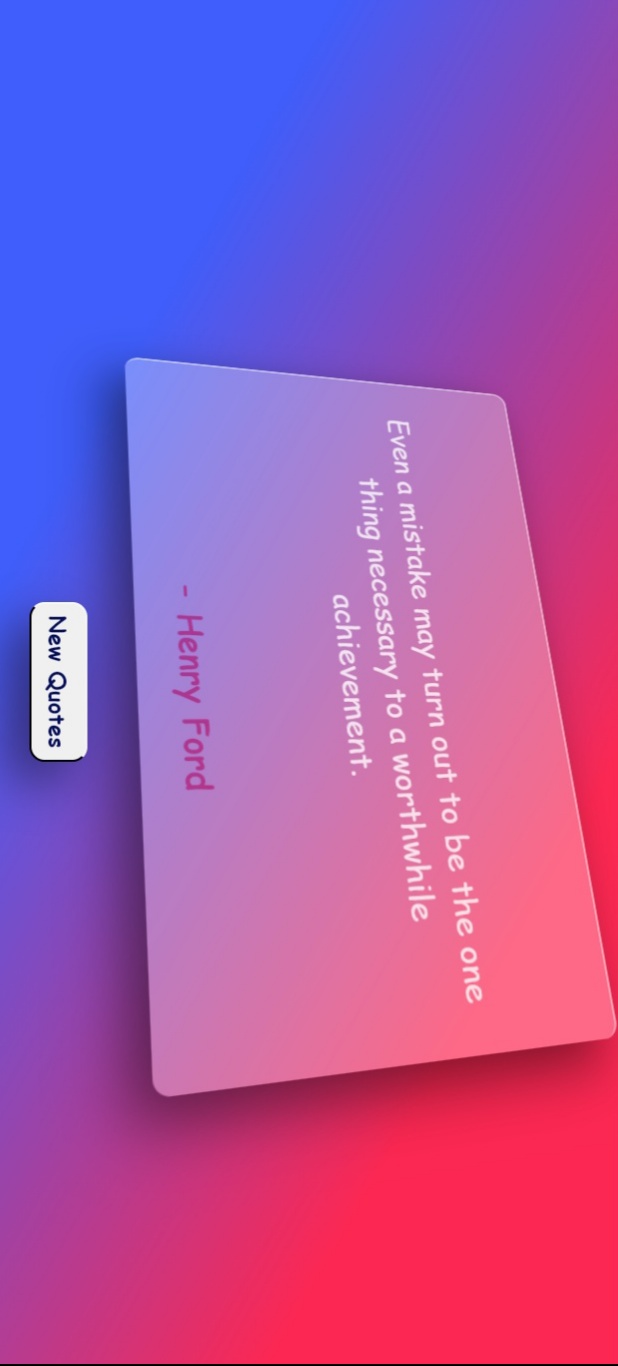 Even a mistake may turn out to be the one
thing necessary to a worthwhile
achievement.
- Henry Ford
New Quotes